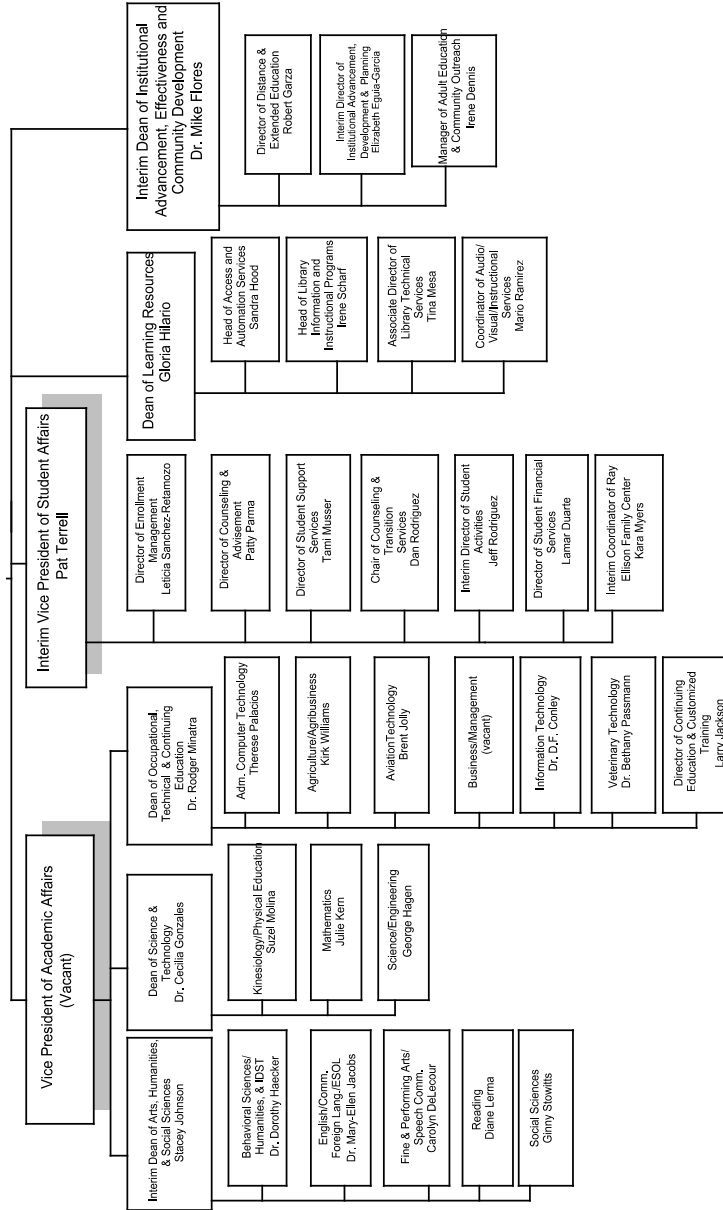 Vice President of Academic Affairs
(Vacant)
Interim Dean of Arts, Humanities,
& Social Sciences
Stacey Johnson
Behavioral Sciences/
Humanities, & IDST
Dr. Dorothy Haecker
English/Comm.
Foreign Lang./ESOL
Dr. Mary-Ellen Jacobs
Fine & Performing Arts/
Speech Comm.
Carolyn DeLecour
Reading
Diane Lerma
Social Sciences
Ginny Stowitts
Dean of Science &
Technology
Dr. Cecilia Gonzales
Kinesiology/Physical Education
Suzel Molina
Mathematics
Julie Kern
Science/Engineering
George Hagen
Dean of Occupational,
Technical & Continuing
Education
Dr. Rodger Minatra
Adm. Computer Technology
Therese Palacios
Agriculture/Agribusiness
Kirk Williams
AviationTechnology
Brent Jolly
Business/Management
(vacant)
Information Technology
Dr. D.F. Conley
Veterinary Technology
Dr. Bethany Passmann
Director of Continuing
Education & Customized
Training
Larry Jackson
Interim Vice President of Student Affairs
Pat Terrell
Director of Enrollment
Management
Leticia Sanchez-Retamozo
Director of Counseling &
Advisement
Patty Parma
Director of Student Support
Services
Tami Musser
Chair of Counseling &
Transition
Services
Dan Rodriguez
Interim Director of Student
Activities
Jeff Rodriguez
Director of Student Financial
Services
Lamar Duarte
Interim Coordinator of Ray
Ellison Family Center
Kara Myers
Dean of Learning Resources
Gloria Hilario
Head of Access and
Automation Services
Sandra Hood
Head of Library
Information and
Instructional Programs
Irene Scharf
Associate Director of
Library Technical
Services
Tina Mesa
Coordinator of Audio/
Visual/Instructional
Services
Mario Ramirez
Interim Dean of Institutional
Advancement, Effectiveness and
Community Development
Dr. Mike Flores
Director of Distance &
Extended Education
Robert Garza
Interim Director of
Institutional Advancement,
Development & Planning
Elizabeth Eguia-Garcia
Manager of Adult Education
& Community Outreach
Irene Dennis